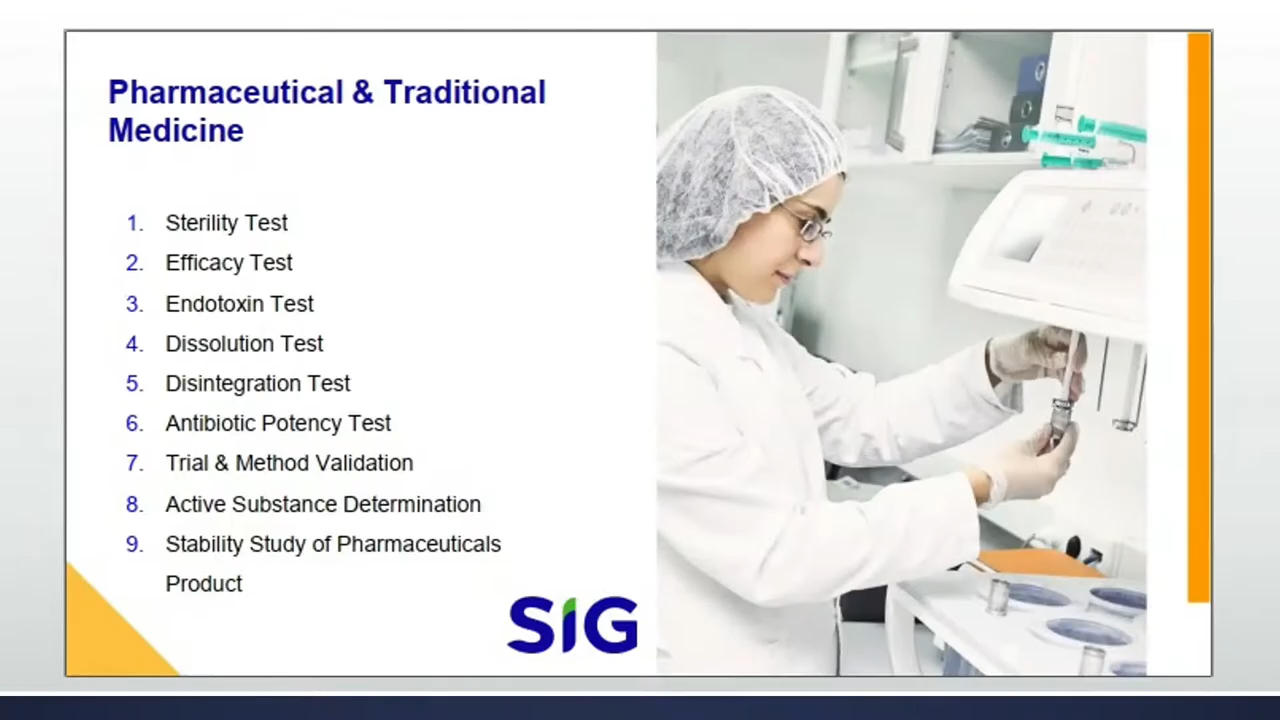 Pharmaceutical & Traditional
Medicine
1. Sterility Test
2. Efficacy Test
3. Endotoxin Test
4. Dissolution Test
5. Disintegration Test
6. Antibiotic Potency Test
7. Trial & Method Validation
8. Active Substance Determination
9. Stability Study of Pharmaceuticals
Product
SiG